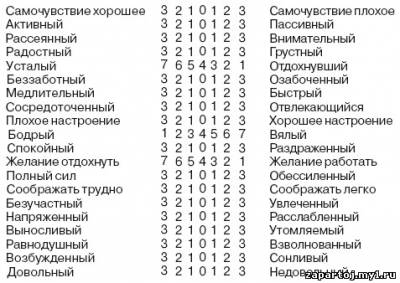 Самочувствие хорошее 3 2 1 0 1 2 3 Самочувствие плохое
Активный 3 2 1 0 1 2 3 Пассивный
Рассеянный 3 2 1 0 1 2 3 Внимательный
Радостный 3 2 1 0 1 2 3 Грустный
Усталый 7 6 5 4 3 2 1 Отдохнувший
Беззаботный 3 2 1 0 1 2 3 Озабоченный
Медлительный 3 2 1 0 1 2 3 Быстрый
Сосредоточенный 3 2 1 0 1 2 3 Отвлекающийся
Плохое настроение 3 2 1 0 1 2 3 Хорошее настроение
Бодрый 1 2 3 4 5 6 7 Вялый
Спокойный 3 2 1 0 1 2 3 Раздраженный
Желание отдохнуть 7 6 5 4 3 2 1 Желание работать
Полный сил 3 2 1 0 1 2 3 Обессиленный
Соображать трудно 3 2 1 0 1 2 3 Соображать легко
Безучастный 3 2 1 0 1 2 3 Увлеченный
Напряженный 3 2 1 0 1 2 3 Расслабленный
Выносливый 3 2 1 0 1 2 3 Утомляемый
Равнодушный 3 2 1 0 1 2 3 Взволнованный
Возбужденный 3 2 1 0 1 2 3 Сонливый
Довольный 3 2 1 0 1 2 3 Недовольный
zapartoj.my1.ru